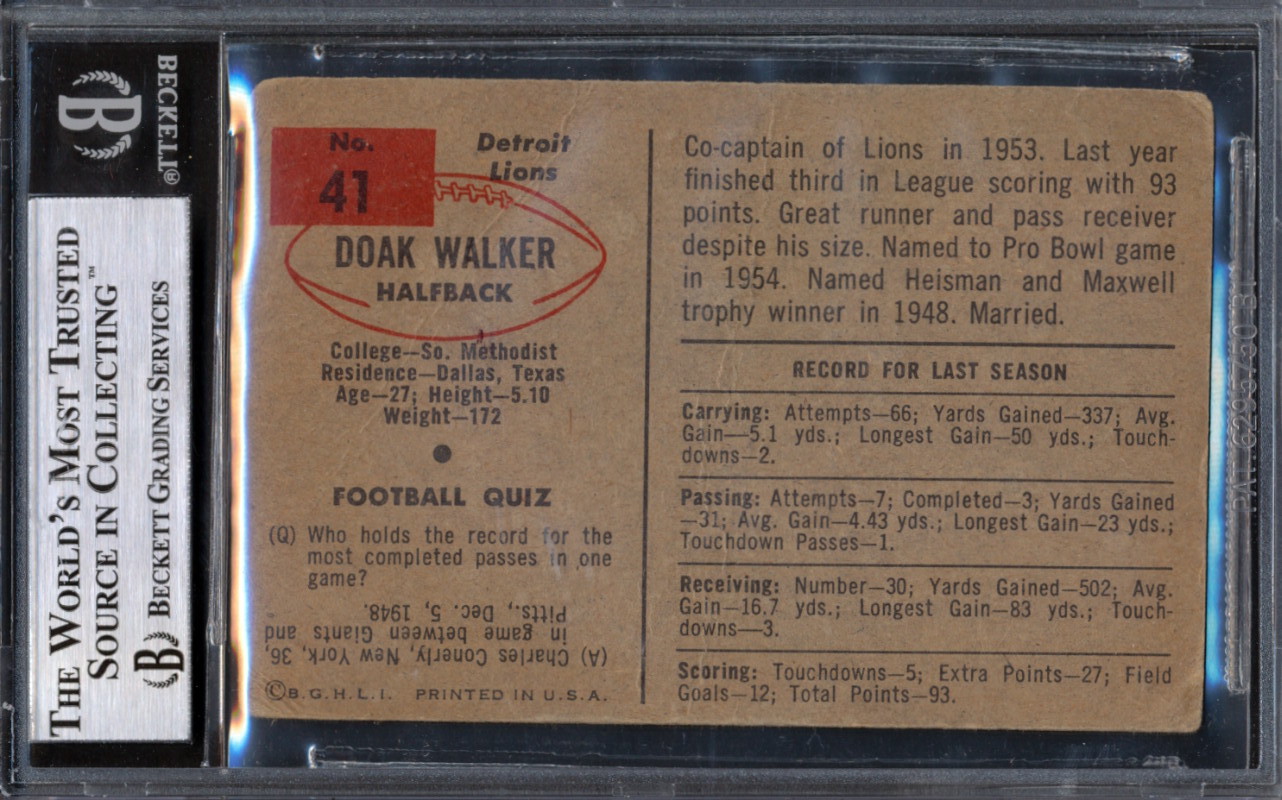 BECKETT®
THE WORLD'S MOST TRUSTED
SOURCE IN COLLECTING™
BECKETT GRADING SERVICES
B
No.
41
Detroit
Lions
DOAK WALKER
HALFBACK
College—So. Methodist
Residence—Dallas, Texas
Age—27; Height—5.10
Weight—172
FOOTBALL QUIZ
(Q) Who holds the record for the
most completed passes in one
game?
(A) Charles Conerly, New York, 36,
in game between Giants and
Pitts., Dec. 5, 1948.
©B.G.H.L.I. PRINTED IN U.S.A.
Co-captain of Lions in 1953. Last year
finished third in League scoring with 93
points. Great runner and pass receiver
despite his size. Named to Pro Bowl game
in 1954. Named Heisman and Maxwell
trophy winner in 1948. Married.
RECORD FOR LAST SEASON
Carrying: Attempts—66; Yards Gained—337; Avg.
Gain—5.1 yds.; Longest Gain—50 yds.; Touch-
downs—2.
Passing: Attempts—7; Completed—3; Yards Gained
—31; Avg. Gain—4.43 yds.; Longest Gain—23 yds.;
Touchdown Passes—1.
Receiving: Number—30; Yards Gained—502; Avg.
Gain—16.7 yds.; Longest Gain—83 yds.; Touch-
downs—3.
Scoring: Touchdowns—5; Extra Points—27; Field
Goals—12; Total Points—93.